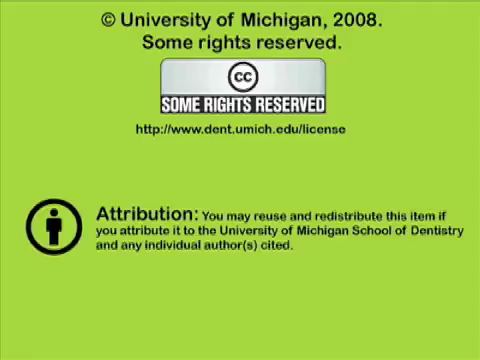 © University of Michigan, 2008.
Some rights reserved.
cc
SOME RIGHTS RESERVED
http://www.dent.umich.edu/license
Attribution: You may reuse and redistribute this item if
you attribute it to the University of Michigan School of Dentistry
and any individual author(s) cited.